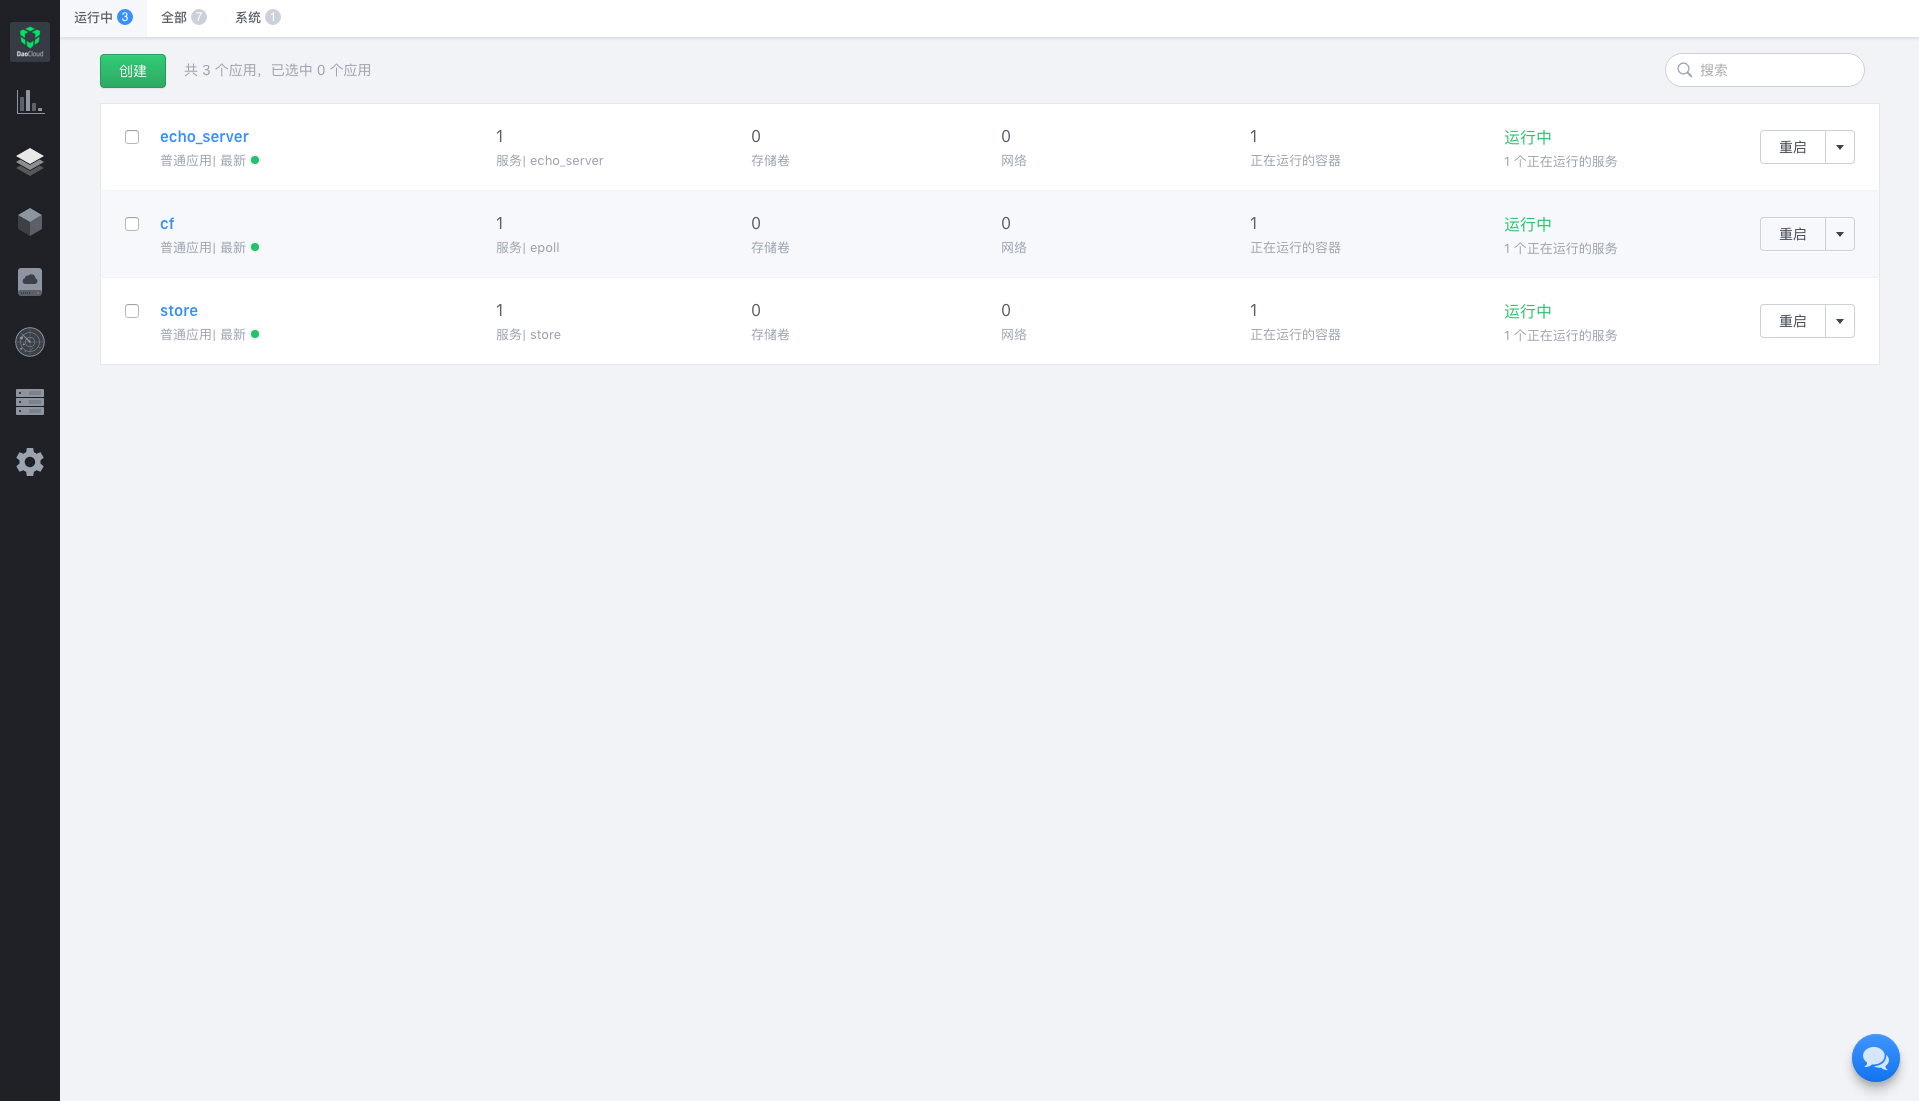 运行中 3 全部 7 系统 1
DaoCloud
创建 共 3 个应用，已选中 0 个应用 搜索
echo_server 1 0 0 1 运行中 重启
普通应用| 最新 服务| echo_server 存储卷 网络 正在运行的容器 1 个正在运行的服务
cf 1 0 0 1 运行中 重启
普通应用| 最新 服务| epoll 存储卷 网络 正在运行的容器 1 个正在运行的服务
store 1 0 0 1 运行中 重启
普通应用| 最新 服务| store 存储卷 网络 正在运行的容器 1 个正在运行的服务